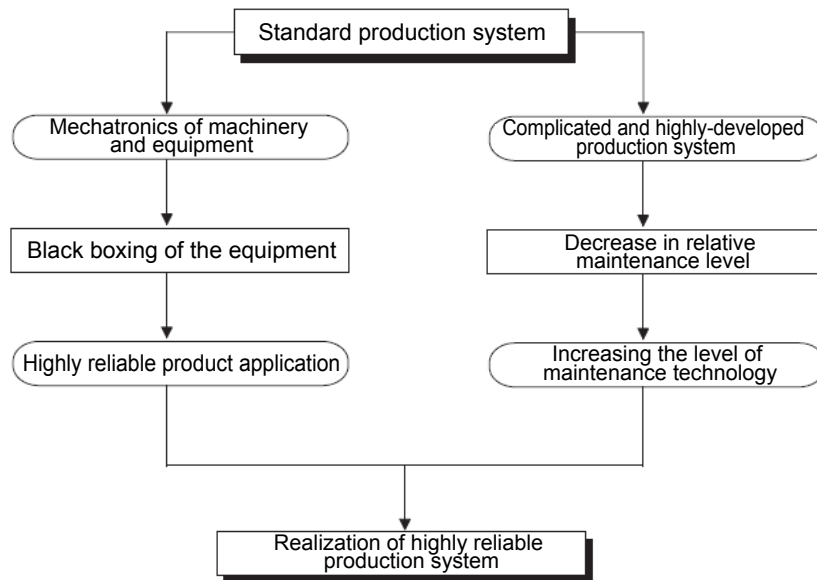 Standard production system
Mechatronics of machinery
and equipment
Complicated and highly-developed
production system
Black boxing of the equipment
Decrease in relative
maintenance level
Highly reliable product application
Increasing the level of
maintenance technology
Realization of highly reliable
production system